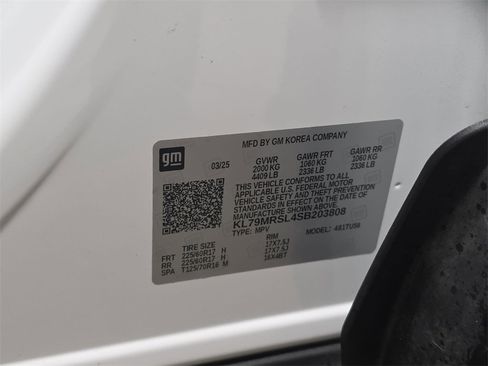 MFD BY GM KOREA COMPANY
gm
03/25 GVWR GAWR FRT GAWR RR
2000 KG 1060 KG 1060 KG
4409 LB 2336 LB 2336 LB
THIS VEHICLE CONFORMS TO ALL
APPLICABLE U.S. FEDERAL MOTOR
VEHICLE SAFETY AND THEFT PREVENTION
STANDARDS IN EFFECT ON THE DATE OF
MANUFACTURE SHOWN ABOVE.
KL79MRSL4SB203808
TYPE: MPV MODEL: 4X1TU56
TIRE SIZE RIM
FRT 225/60R17 H 17X7.5J
RR 225/60R17 H 17X7.5J
SPA T125/70R16 M 16X4BT